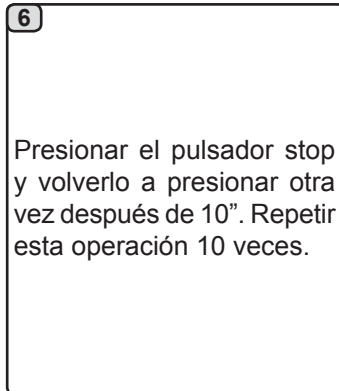 6
Presionar el pulsador stop
y volverlo a presionar otra
vez después de 10”. Repetir
esta operación 10 veces.